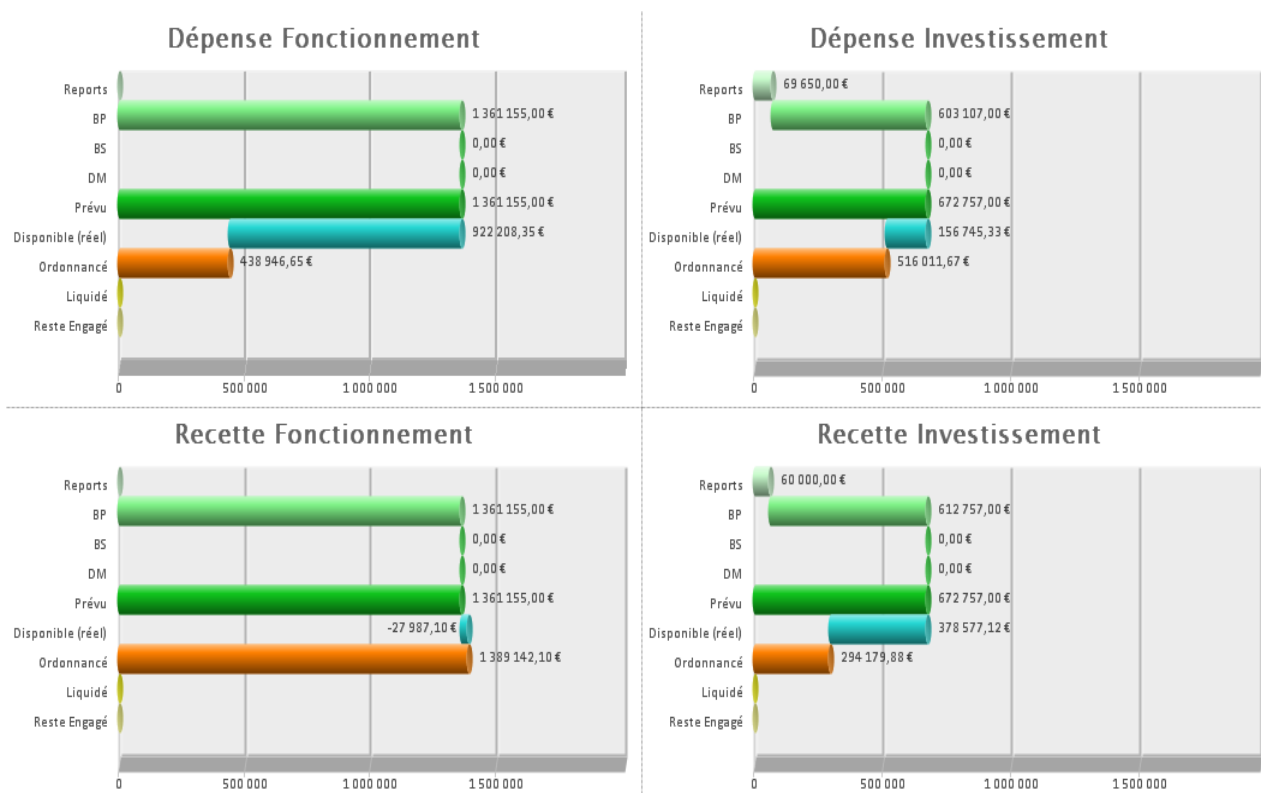 Dépense Fonctionnement
Reports
BP 1 361 155,00 €
BS 0,00 €
DM 0,00 €
Prévu 1 361 155,00 €
Disponible (réel) 922 208,35 €
Ordonnancé 438 946,65 €
Liquidé
Reste Engagé
0 500 000 1 000 000 1 500 000
Dépense Investissement
Reports 69 650,00 €
BP 603 107,00 €
BS 0,00 €
DM 0,00 €
Prévu 672 757,00 €
Disponible (réel) 156 745,33 €
Ordonnancé 516 011,67 €
Liquidé
Reste Engagé
0 500 000 1 000 000 1 500 000
Recette Fonctionnement
Reports
BP 1 361 155,00 €
BS 0,00 €
DM 0,00 €
Prévu 1 361 155,00 €
Disponible (réel) -27 987,10 €
Ordonnancé 1 389 142,10 €
Liquidé
Reste Engagé
0 500 000 1 000 000 1 500 000
Recette Investissement
Reports 60 000,00 €
BP 612 757,00 €
BS 0,00 €
DM 0,00 €
Prévu 672 757,00 €
Disponible (réel) 378 577,12 €
Ordonnancé 294 179,88 €
Liquidé
Reste Engagé
0 500 000 1 000 000 1 500 000